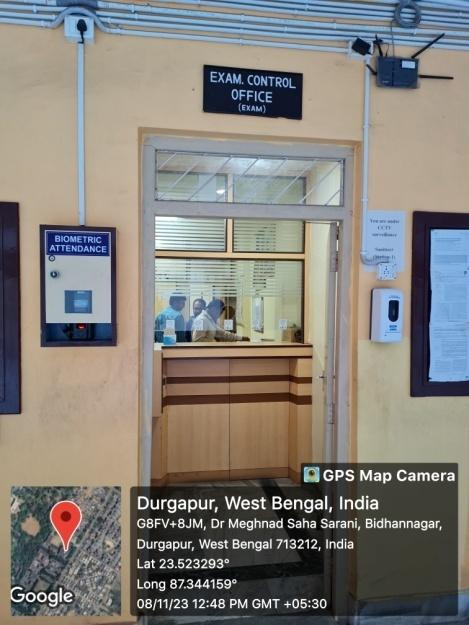 EXAM. CONTROL
OFFICE
(EXAM)
BIOMETRIC
ATTENDANCE
You are under
CCTV
surveillance
GPS Map Camera
Durgapur, West Bengal, India
G8FV+8JM, Dr Meghnad Saha Sarani, Bidhannagar,
Durgapur, West Bengal 713212, India
Lat 23.523293°
Long 87.344159°
08/11/23 12:48 PM GMT +05:30
Google